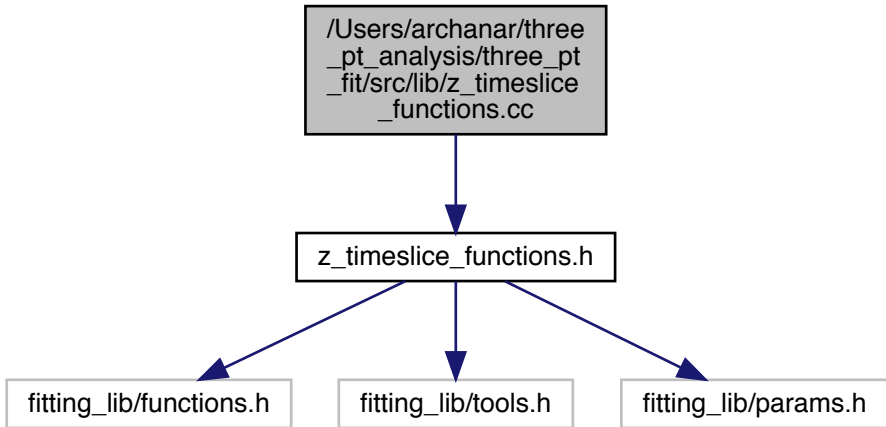 /Users/archanar/three
_pt_analysis/three_pt
_fit/src/lib/z_timeslice
_functions.cc
z_timeslice_functions.h
fitting_lib/functions.h
fitting_lib/tools.h
fitting_lib/params.h